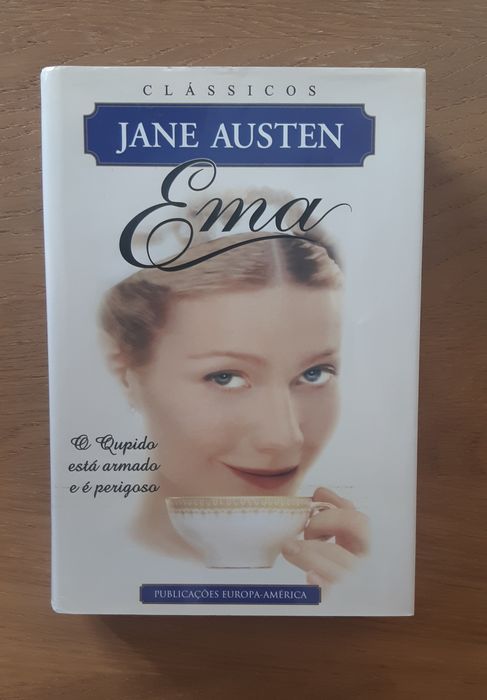 CLÁSSICOS
JANE AUSTEN
Ema
O Cupido
está armado
e é perigoso
PUBLICAÇÕES EUROPA-AMÉRICA